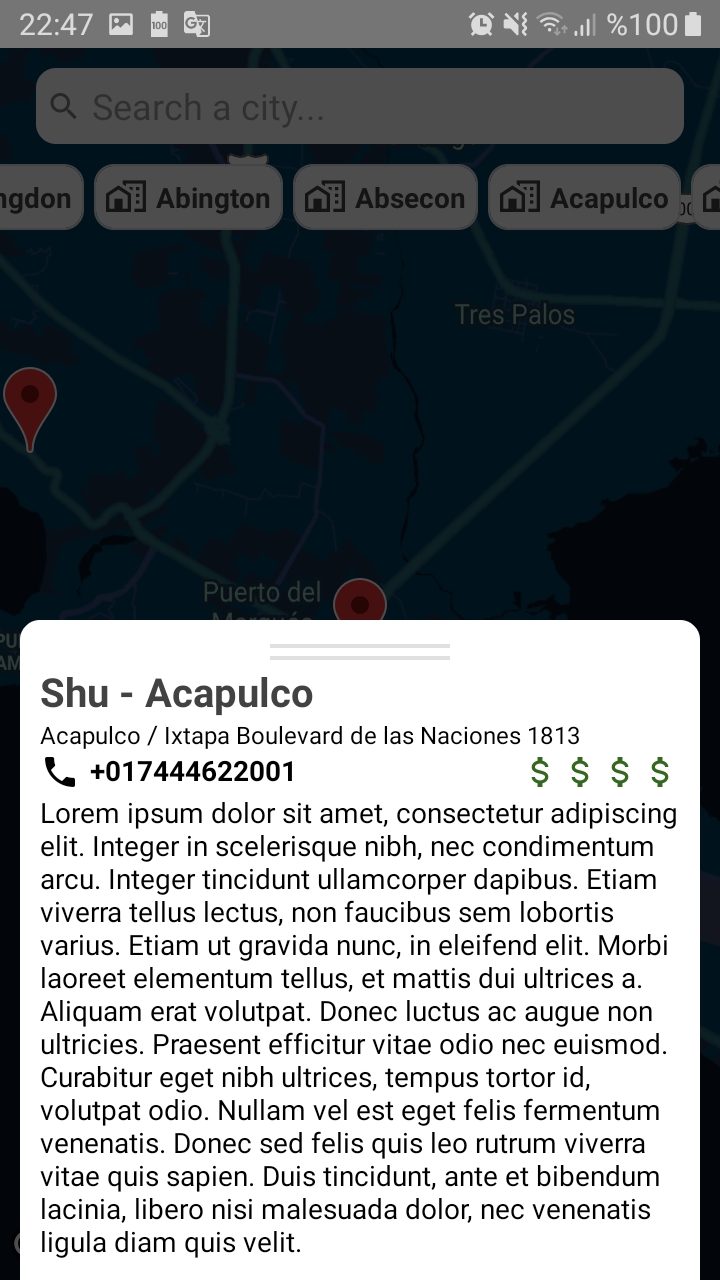 22:47
100
G
%100
Search a city...
ngdon
Abington
Absecon
Acapulco
Tres Palos
Puerto del
Marqués
Shu - Acapulco
Acapulco / Ixtapa Boulevard de las Naciones 1813
+017444622001
$ $ $ $
Lorem ipsum dolor sit amet, consectetur adipiscing
elit. Integer in scelerisque nibh, nec condimentum
arcu. Integer tincidunt ullamcorper dapibus. Etiam
viverra tellus lectus, non faucibus sem lobortis
varius. Etiam ut gravida nunc, in eleifend elit. Morbi
laoreet elementum tellus, et mattis dui ultrices a.
Aliquam erat volutpat. Donec luctus ac augue non
ultricies. Praesent efficitur vitae odio nec euismod.
Curabitur eget nibh ultrices, tempus tortor id,
volutpat odio. Nullam vel est eget felis fermentum
venenatis. Donec sed felis quis leo rutrum viverra
vitae quis sapien. Duis tincidunt, ante et bibendum
lacinia, libero nisi malesuada dolor, nec venenatis
ligula diam quis velit.